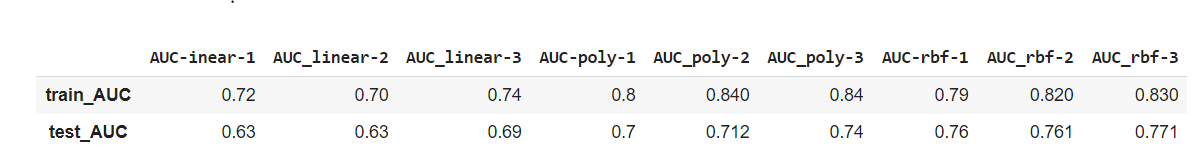 AUC-inear-1 AUC_linear-2 AUC_linear-3 AUC-poly-1 AUC_poly-2 AUC_poly-3 AUC-rbf-1 AUC_rbf-2 AUC_rbf-3
train_AUC 0.72 0.70 0.74 0.8 0.840 0.84 0.79 0.820 0.830
test_AUC 0.63 0.63 0.69 0.7 0.712 0.74 0.76 0.761 0.771